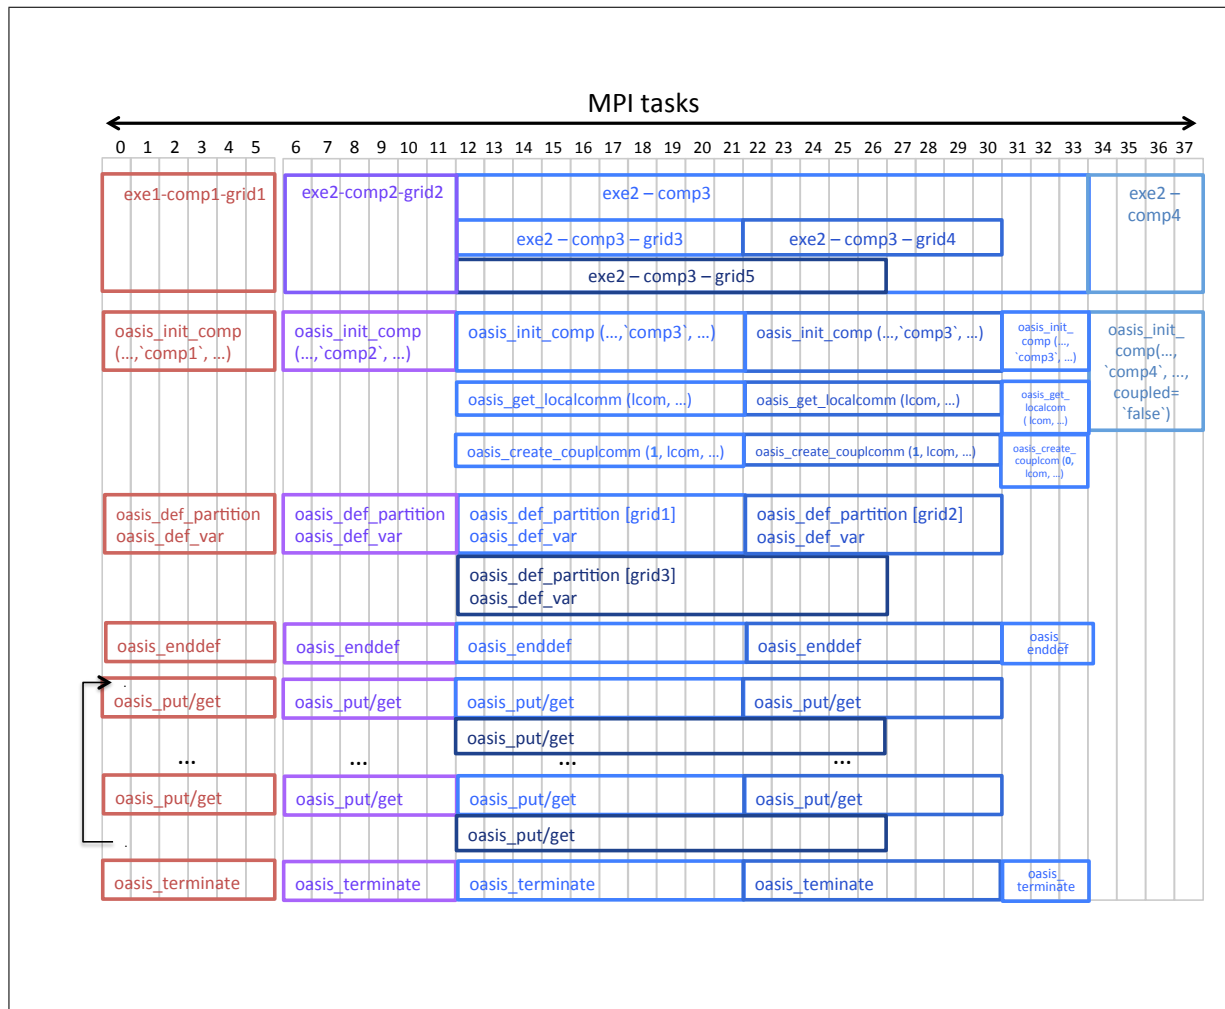 MPI tasks
0 1 2 3 4 5 6 7 8 9 10 11 12 13 14 15 16 17 18 19 20 21 22 23 24 25 26 27 28 29 30 31 32 33 34 35 36 37
exe1-comp1-grid1
exe2-comp2-grid2
exe2 – comp3
exe2 –
comp4
exe2 – comp3 – grid3
exe2 – comp3 – grid4
exe2 – comp3 – grid5
oasis_init_comp
(...,`comp1`, ...)
oasis_init_comp
(...,`comp2`, ...)
oasis_init_comp (...,`comp3`, ...)
oasis_init_comp (...,`comp3`, ...)
oasis_init_
comp (...,
`comp3`, ...)
oasis_init_
comp(...,
`comp4`, ...,
coupled=
`false`)
oasis_get_localcomm (lcom, ...)
oasis_get_localcomm (lcom, ...)
oasis_get_
localcom
( lcom, ...)
oasis_create_couplcomm (1, lcom, ...)
oasis_create_couplcomm (1, lcom, ...)
oasis_create_
couplcom (0,
lcom, ...)
oasis_def_partition
oasis_def_var
oasis_def_partition
oasis_def_var
oasis_def_partition [grid1]
oasis_def_var
oasis_def_partition [grid2]
oasis_def_var
oasis_def_partition [grid3]
oasis_def_var
oasis_enddef
oasis_enddef
oasis_enddef
oasis_enddef
oasis_
enddef
oasis_put/get
oasis_put/get
oasis_put/get
oasis_put/get
oasis_put/get
... ... ... ...
oasis_put/get
oasis_put/get
oasis_put/get
oasis_put/get
oasis_put/get
oasis_terminate
oasis_terminate
oasis_terminate
oasis_teminate
oasis_
terminate